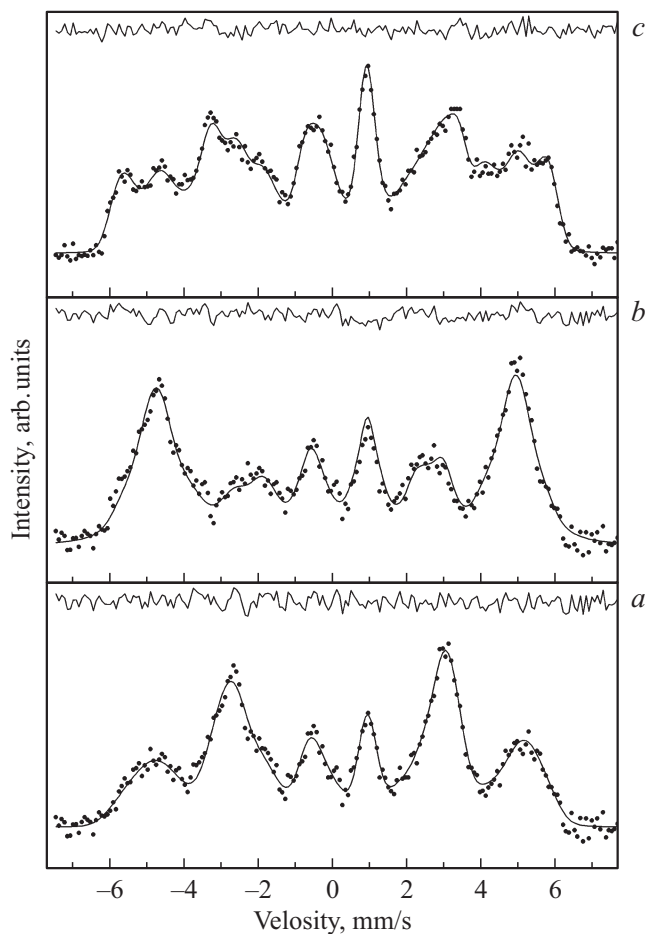 c
b
a
Intensity, arb. units
–6 –4 –2 0 2 4 6
Velosity, mm/s